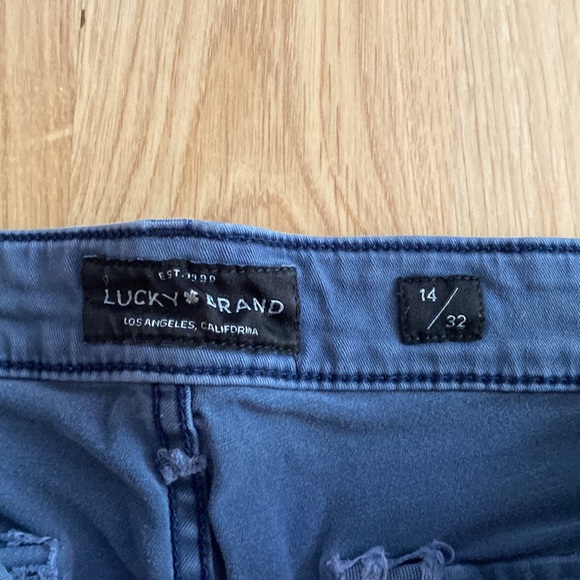 EST. 1990
LUCKY BRAND
LOS ANGELES, CALIFORNIA
14/32